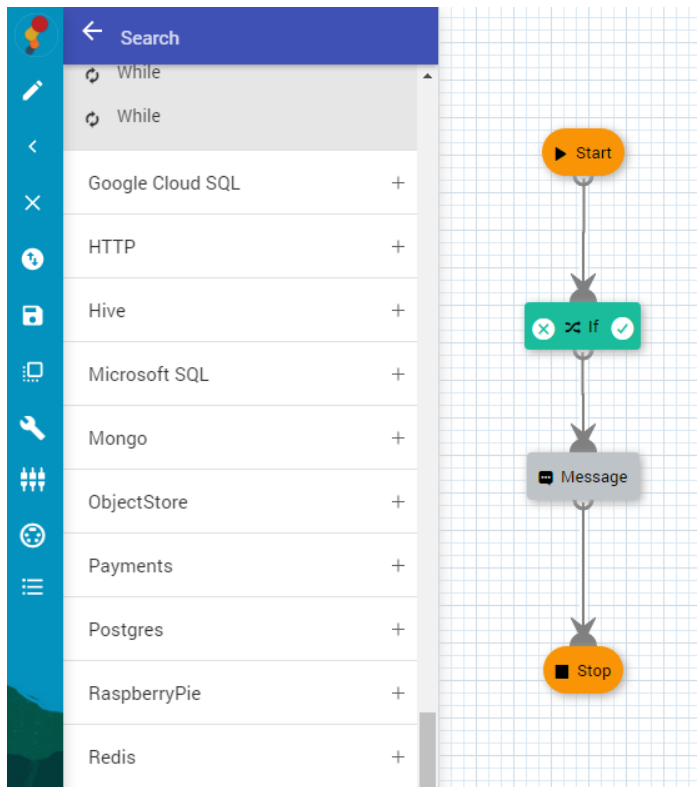 Search
While
While
Google Cloud SQL
HTTP
Hive
Microsoft SQL
Mongo
ObjectStore
Payments
Postgres
RaspberryPie
Redis
Start
If
Message
Stop